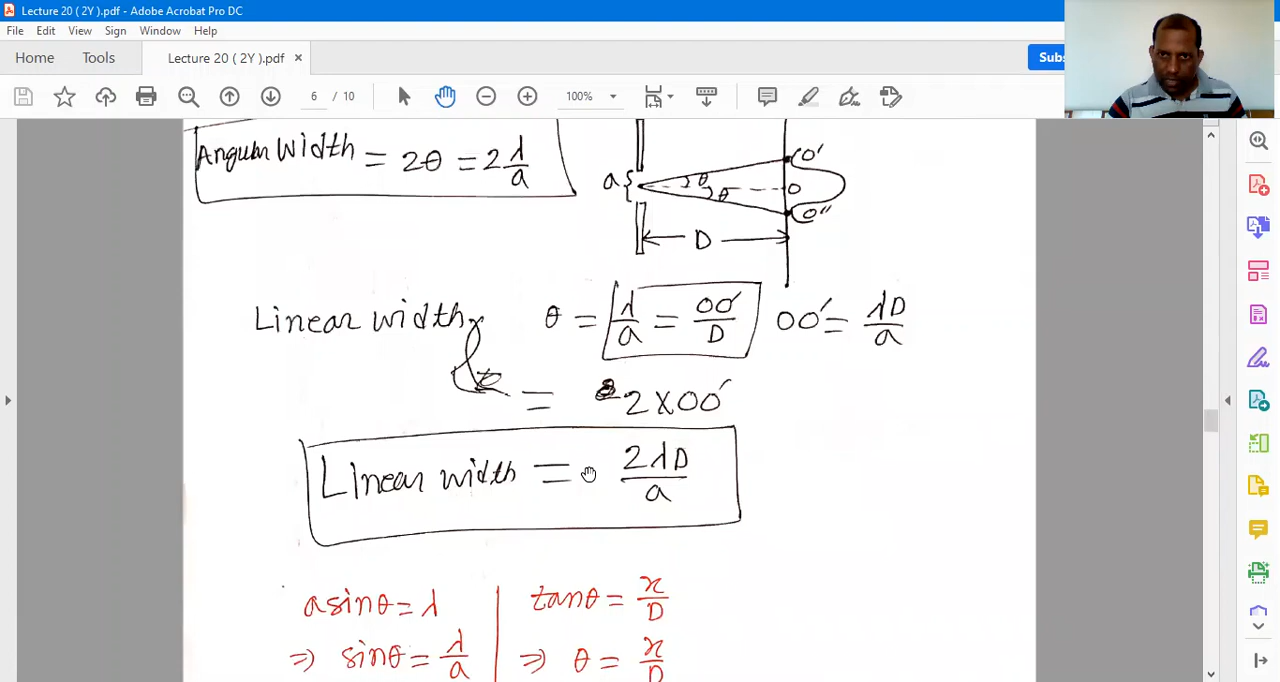 Lecture 20 ( 2Y ).pdf - Adobe Acrobat Pro DC
File Edit View Sign Window Help
Home Tools Lecture 20 ( 2Y ).pdf × Subs
6 / 10 100%
Angular Width = 2θ = 2 λ/a
a { θ θ O' O O''
D
Linear width, θ = λ/a = OO'/D OO' = λD/a
= 2 X OO'
Linear width = 2λD/a
a sinθ = λ | tanθ = x/D
⇒ sinθ = λ/a | ⇒ θ = x/D